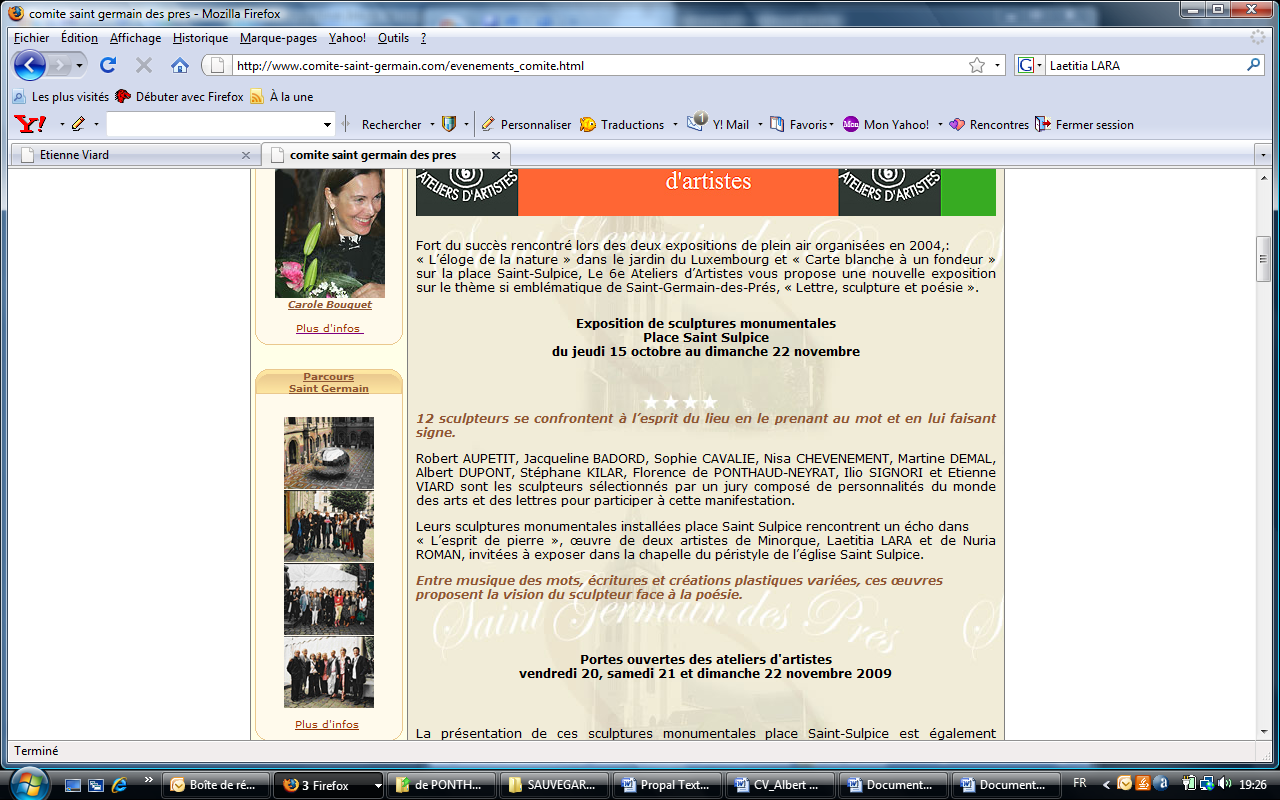 comite saint germain des pres - Mozilla Firefox
Fichier Édition Affichage Historique Marque-pages Yahoo! Outils ?
http://www.comite-saint-germain.com/evenements_comite.html
G Laetitia LARA
Les plus visités Débuter avec Firefox À la une
Y! Rechercher Personnaliser Traductions 1 Y! Mail Favoris Mon Mon Yahoo! Rencontres Fermer session
Etienne Viard
comite saint germain des pres
Carole Bouquet
Plus d'infos
Parcours
Saint Germain
Plus d'infos
6 ATELIERS D'ARTISTES
d'artistes
6 ATELIERS D'ARTISTES
Saint Germain des Près
Fort du succès rencontré lors des deux expositions de plein air organisées en 2004,:
« L'éloge de la nature » dans le jardin du Luxembourg et « Carte blanche à un fondeur »
sur la place Saint-Sulpice, Le 6e Ateliers d'Artistes vous propose une nouvelle exposition
sur le thème si emblématique de Saint-Germain-des-Prés, « Lettre, sculpture et poésie ».
Exposition de sculptures monumentales
Place Saint Sulpice
du jeudi 15 octobre au dimanche 22 novembre
12 sculpteurs se confrontent à l'esprit du lieu en le prenant au mot et en lui faisant
signe.
Robert AUPETIT, Jacqueline BADORD, Sophie CAVALIE, Nisa CHEVENEMENT, Martine DEMAL,
Albert DUPONT, Stéphane KILAR, Florence de PONTHAUD-NEYRAT, Ilio SIGNORI et Etienne
VIARD sont les sculpteurs sélectionnés par un jury composé de personnalités du monde
des arts et des lettres pour participer à cette manifestation.
Leurs sculptures monumentales installées place Saint Sulpice rencontrent un écho dans
« L'esprit de pierre », œuvre de deux artistes de Minorque, Laetitia LARA et de Nuria
ROMAN, invitées à exposer dans la chapelle du péristyle de l'église Saint Sulpice.
Entre musique des mots, écritures et créations plastiques variées, ces œuvres
proposent la vision du sculpteur face à la poésie.
Saint Germain des Près
Portes ouvertes des ateliers d'artistes
vendredi 20, samedi 21 et dimanche 22 novembre 2009
La présentation de ces sculptures monumentales place Saint-Sulpice est également
Terminé
» Boîte de ré... 3 Firefox de PONTH... SAUVEGAR... Propal Text... CV_Albert ... Document... Document... FR 19:26